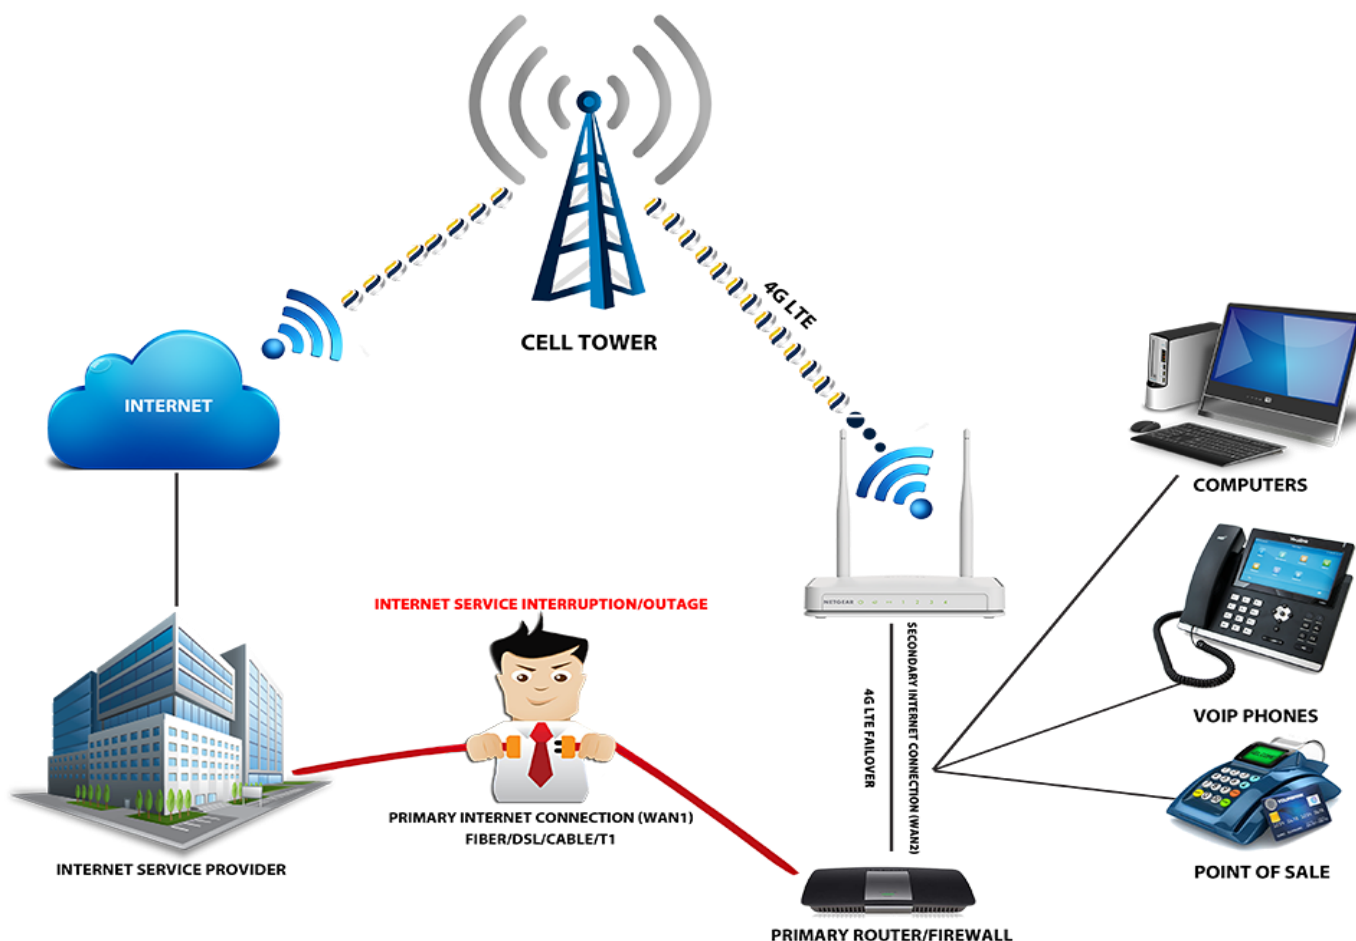 CELL TOWER
4G LTE
INTERNET
COMPUTERS
INTERNET SERVICE INTERRUPTION/OUTAGE
NETGEAR
SECONDARY INTERNET CONNECTION (WAN2)
4G LTE FAILOVER
VOIP PHONES
PRIMARY INTERNET CONNECTION (WAN1)
FIBER/DSL/CABLE/T1
INTERNET SERVICE PROVIDER
POINT OF SALE
PRIMARY ROUTER/FIREWALL